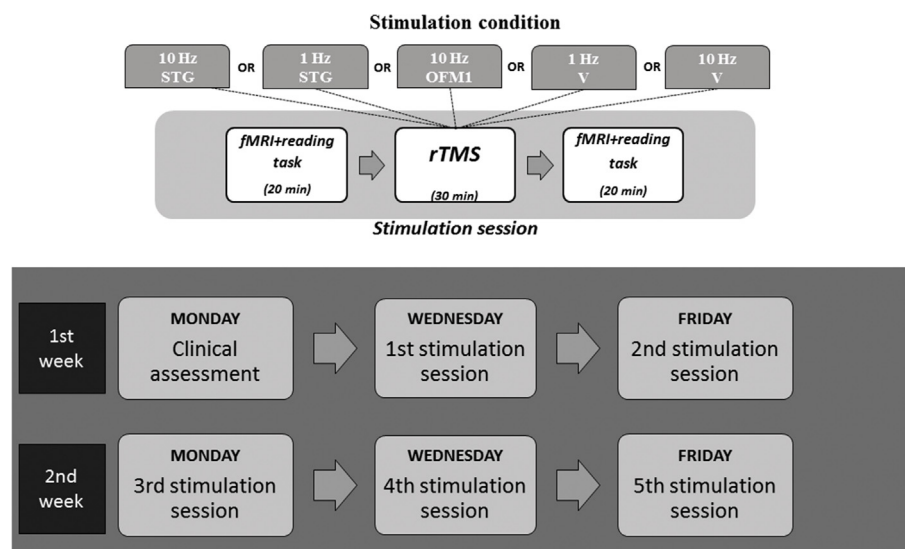 Stimulation condition
10 Hz
STG
OR
1 Hz
STG
OR
10 Hz
OFM1
OR
1 Hz
V
OR
10 Hz
V
fMRI+reading
task
(20 min)
rTMS
(30 min)
fMRI+reading
task
(20 min)
Stimulation session
1st
week
MONDAY
Clinical
assessment
WEDNESDAY
1st stimulation
session
FRIDAY
2nd stimulation
session
2nd
week
MONDAY
3rd stimulation
session
WEDNESDAY
4th stimulation
session
FRIDAY
5th stimulation
session